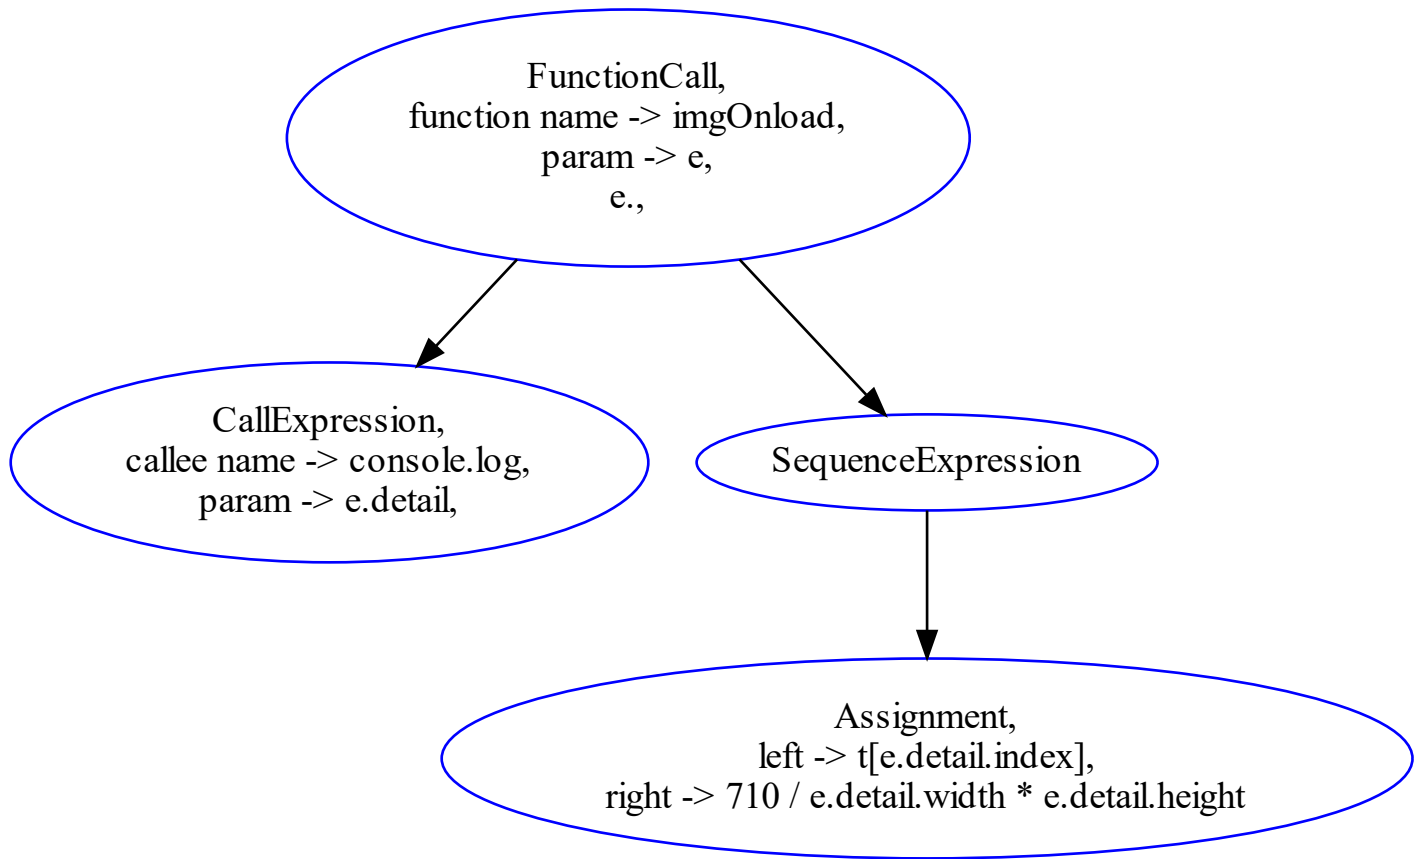 FunctionCall,
function name -> imgOnload,
param -> e,
e.,
CallExpression,
callee name -> console.log,
param -> e.detail,
SequenceExpression
Assignment,
left -> t[e.detail.index],
right -> 710 / e.detail.width * e.detail.height